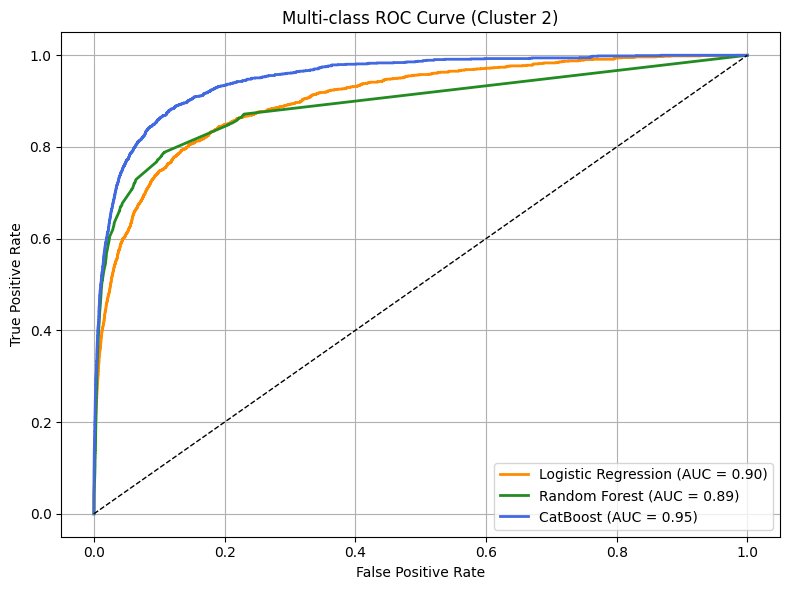 Multi-class ROC Curve (Cluster 2)
True Positive Rate
1.0
0.8
0.6
0.4
0.2
0.0
0.0 0.2 0.4 0.6 0.8 1.0
False Positive Rate
Logistic Regression (AUC = 0.90)
Random Forest (AUC = 0.89)
CatBoost (AUC = 0.95)